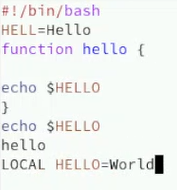 #!/bin/bash
HELL=Hello
function hello {
echo $HELLO
}
echo $HELLO
hello
LOCAL HELLO=World